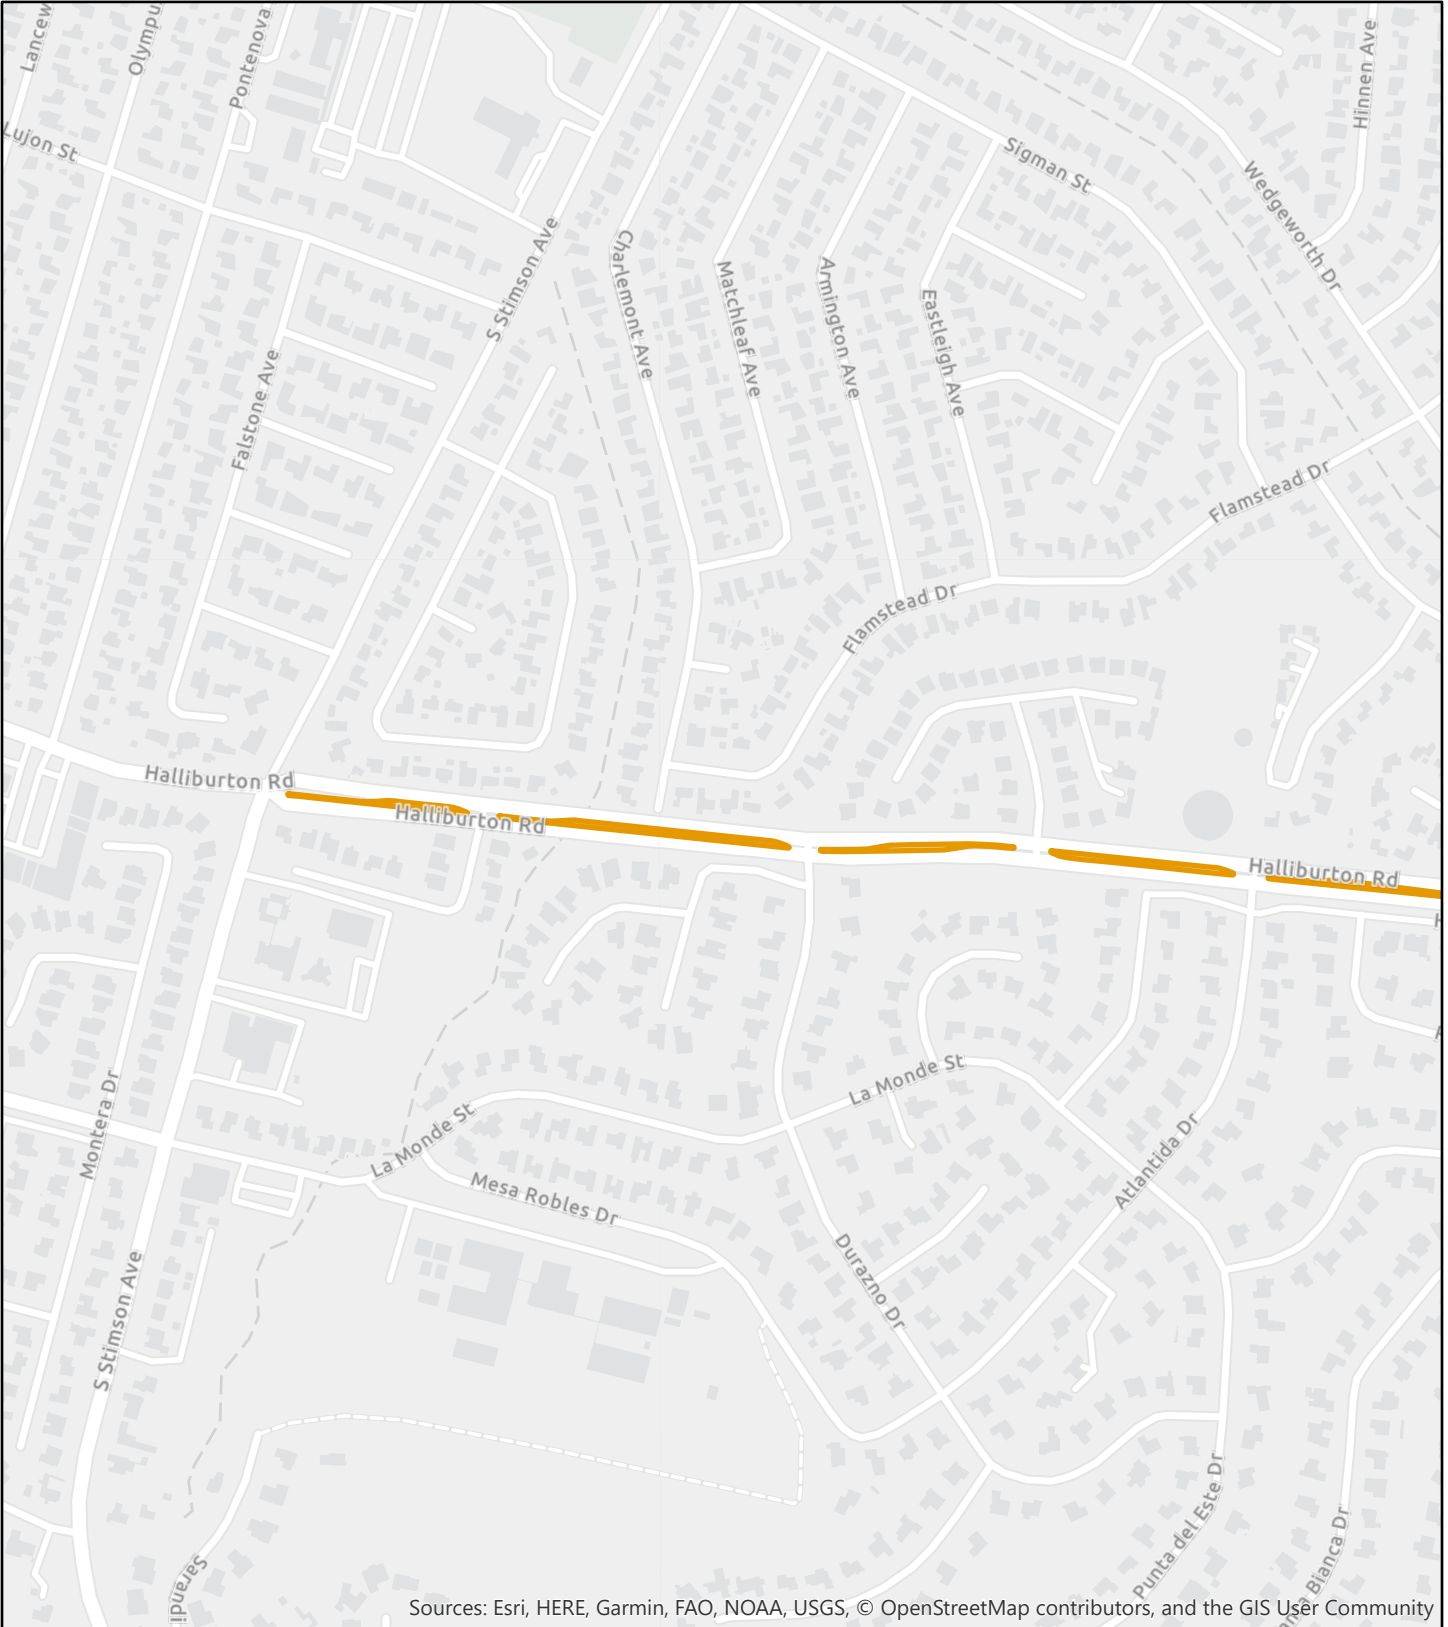 Lancew
Olympu
Pontenova
Hinnen Ave
Lujon St
Sigman St
Wedgeworth Dr
S Stimson Ave
Charlemont Ave
Matchleaf Ave
Armington Ave
Eastleigh Ave
Falstone Ave
Flamstead Dr
Flamstead Dr
Halliburton Rd
Halliburton Rd
Halliburton Rd
H
A
La Monde St
La Monde St
Montera Dr
Mesa Robles Dr
Atlantida Dr
Durazno Dr
S Stimson Ave
Punta del Este Dr
Bianca Dr
Sarandi
Sources: Esri, HERE, Garmin, FAO, NOAA, USGS, © OpenStreetMap contributors, and the GIS User Community